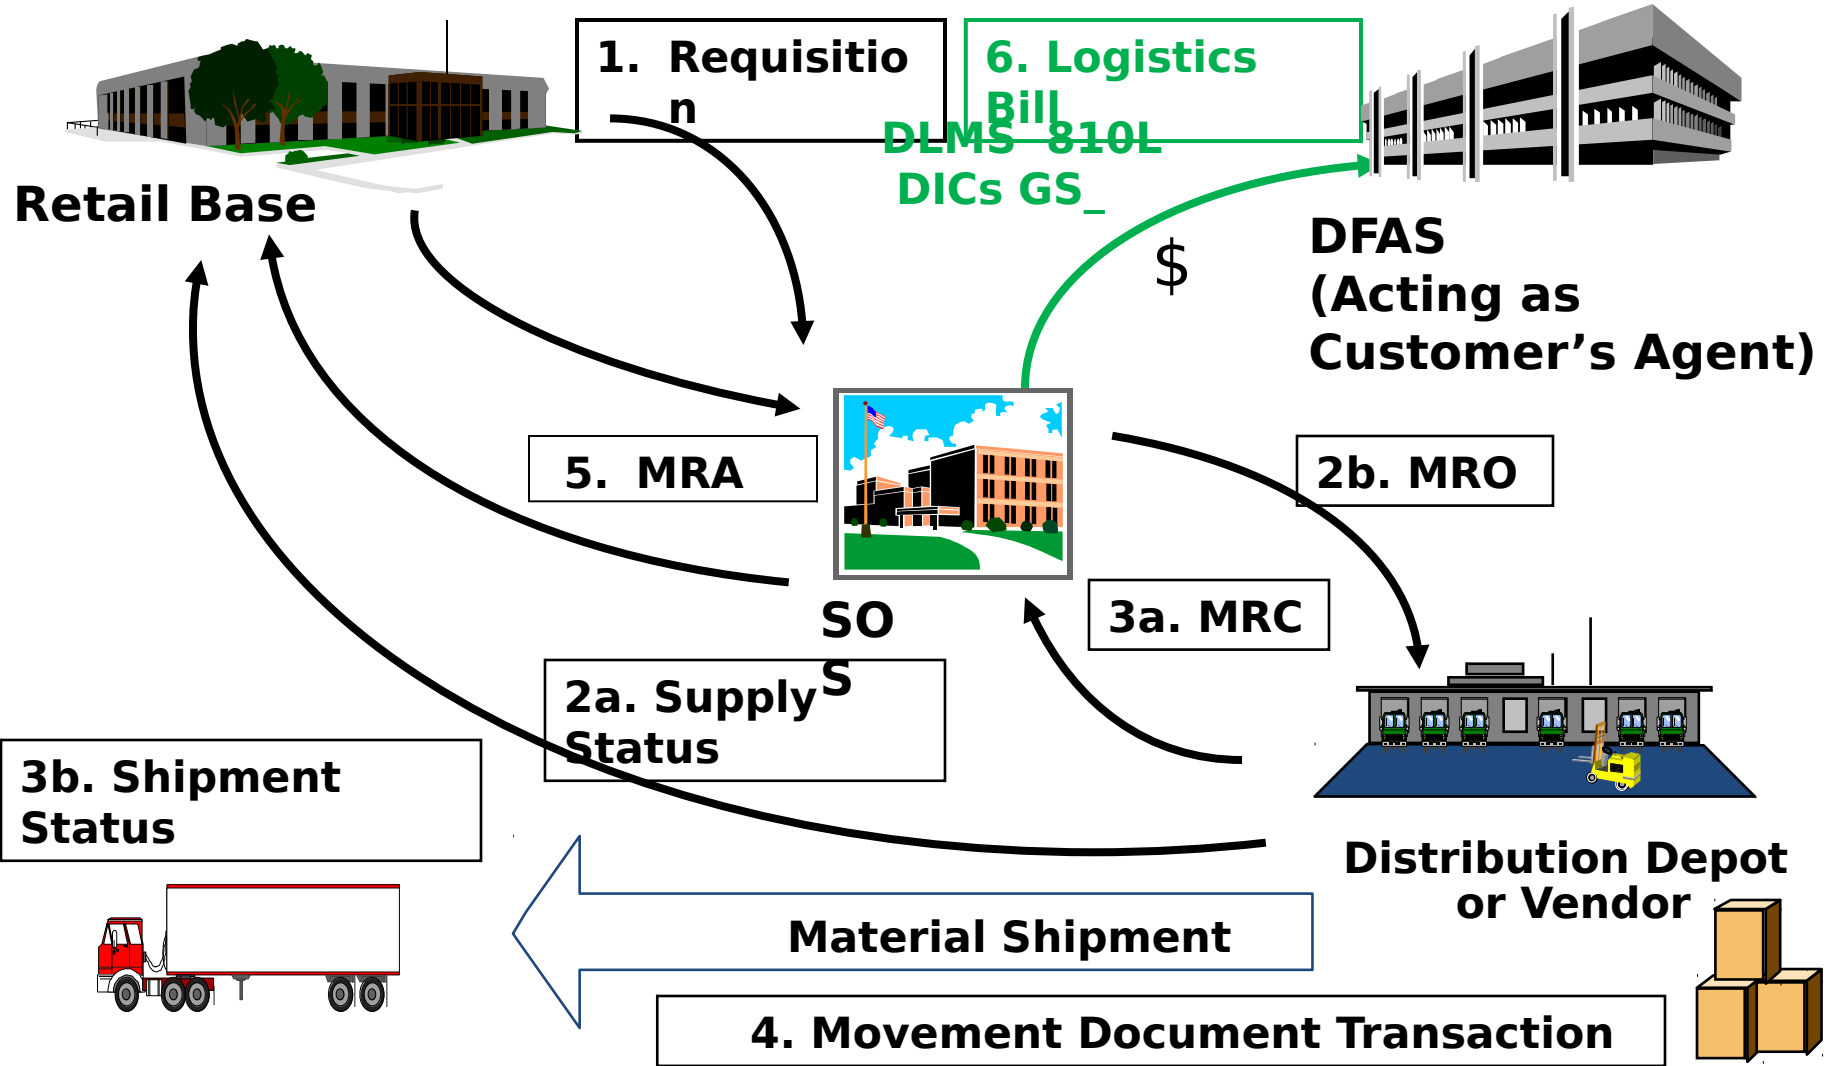 1. Requisitio
n
6. Logistics
Bill
DLMS 810L
DICs GS_
Retail Base
$
DFAS
(Acting as
Customer’s Agent)
5. MRA
2b. MRO
SO
S
3a. MRC
2a. Supply
Status
3b. Shipment
Status
Distribution Depot
or Vendor
Material Shipment
4. Movement Document Transaction